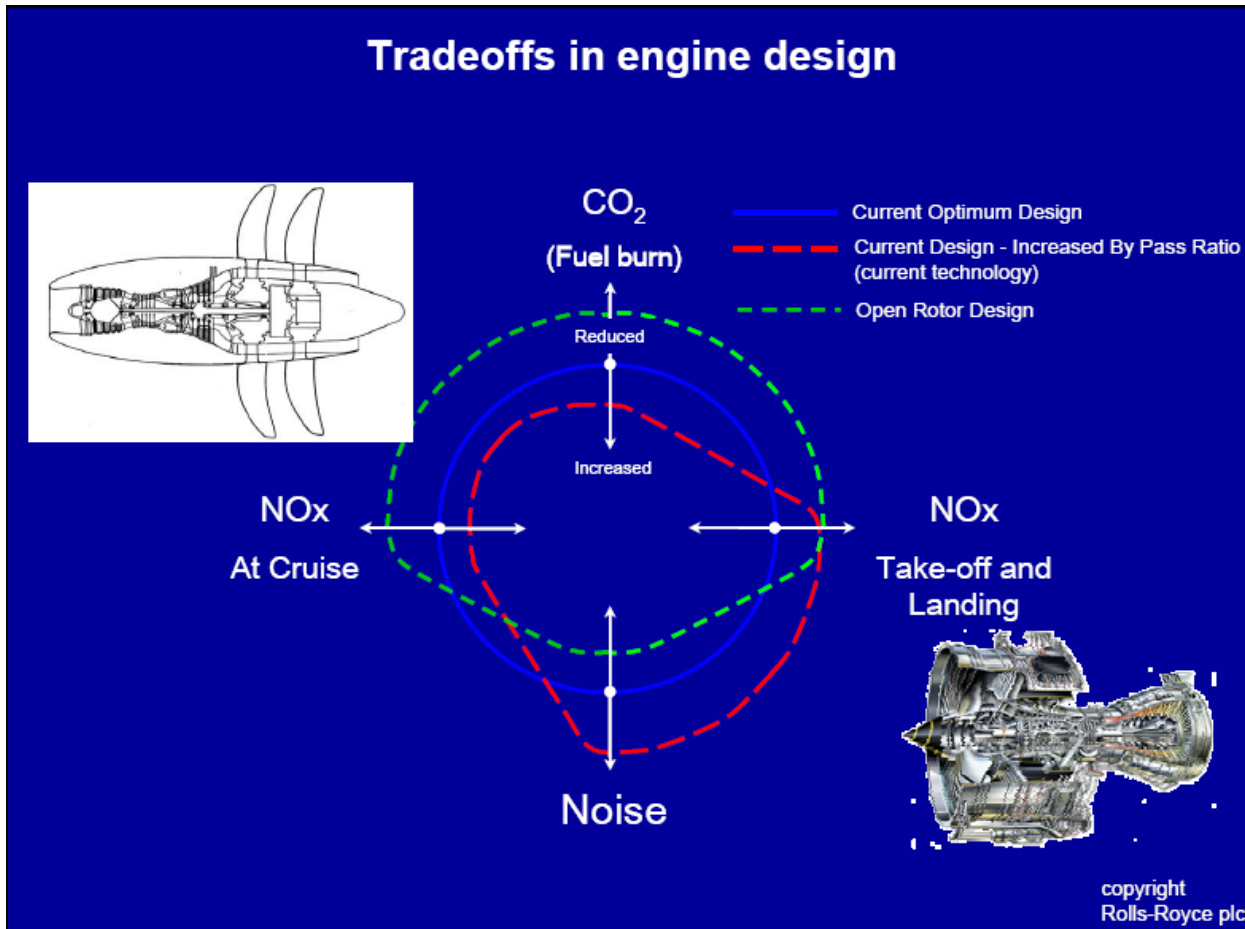 Tradeoffs in engine design
CO₂
(Fuel burn)
Current Optimum Design
Current Design - Increased By Pass Ratio
(current technology)
Open Rotor Design
Reduced
Increased
NOx
At Cruise
NOx
Take-off and
Landing
Noise
copyright
Rolls-Royce plc